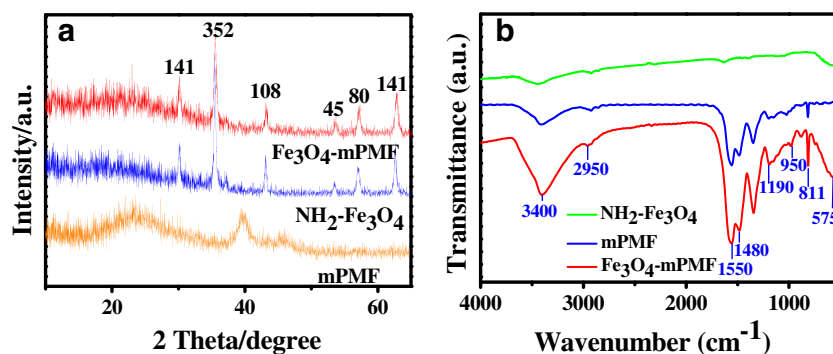 a
352
141
108
45
80
141
Fe3O4-mPMF
NH2-Fe3O4
mPMF
20
40
60
2 Theta/degree
Intensity/a.u.
b
2950
3400
950
1190
811
575
1480
1550
NH2-Fe3O4
mPMF
Fe3O4-mPMF
4000
3000
2000
1000
Wavenumber (cm-1)
Transmittance (a.u.)